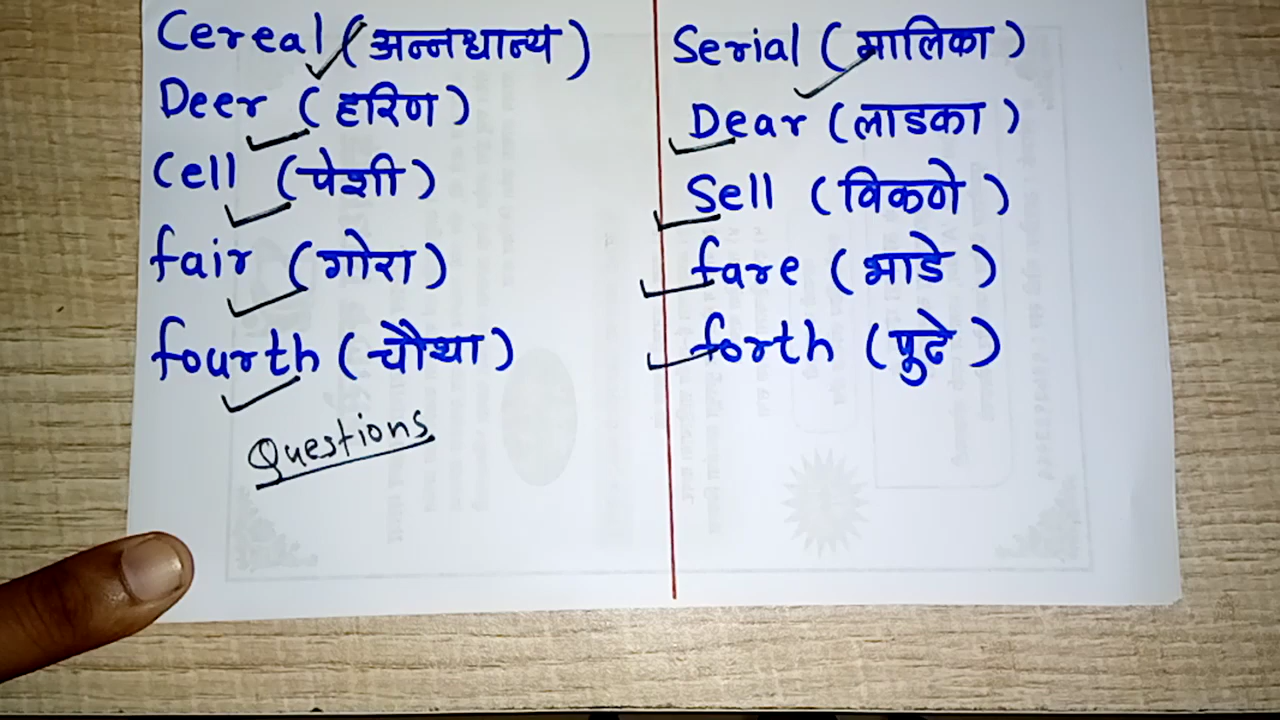 Cereal (अन्नधान्य) Serial (मालिका)
Deer (हरिण) Dear (लाडका)
Cell (पेशी) Sell (विकणे)
fair (गोरा) fare (भाडे)
fourth (चौथा) forth (पुढे)
Questions